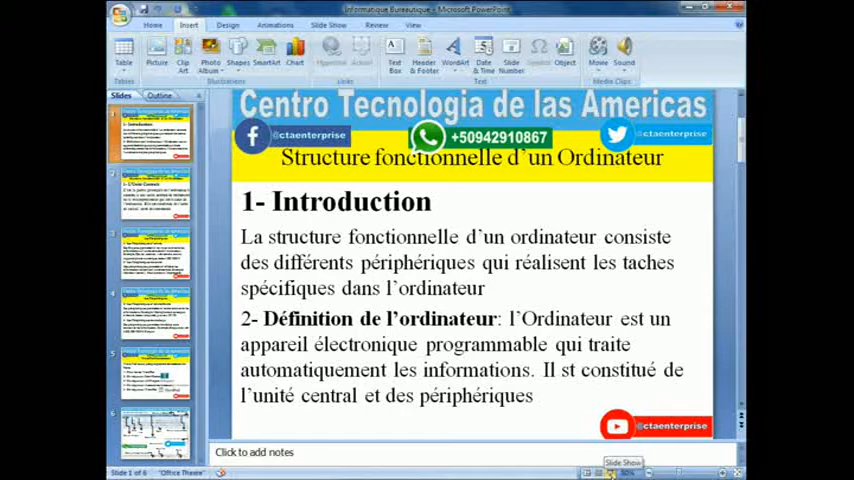 Informatique Bureautique - Microsoft PowerPoint
Home Insert Design Animations Slide Show Review View
Table Picture Clip Art Photo Album Shapes SmartArt Chart Hyperlink Action Text Box Header & Footer WordArt Date & Time Slide Number Symbol Object Movie Sound
Tables Illustrations Links Text Media Clips
Slides Outline
Centro Tecnologia de las Americas
@ctaenterprise +50942910867 @ctaenterprise
Structure fonctionnelle d’un Ordinateur
1- Introduction
La structure fonctionnelle d’un ordinateur consiste
des différents périphériques qui réalisent les taches
spécifiques dans l’ordinateur
2- Définition de l’ordinateur: l’Ordinateur est un
appareil électronique programmable qui traite
automatiquement les informations. Il st constitué de
l’unité central et des périphériques
@ctaenterprise
Click to add notes
Slide Show
Slide 1 of 6 "Office Theme"